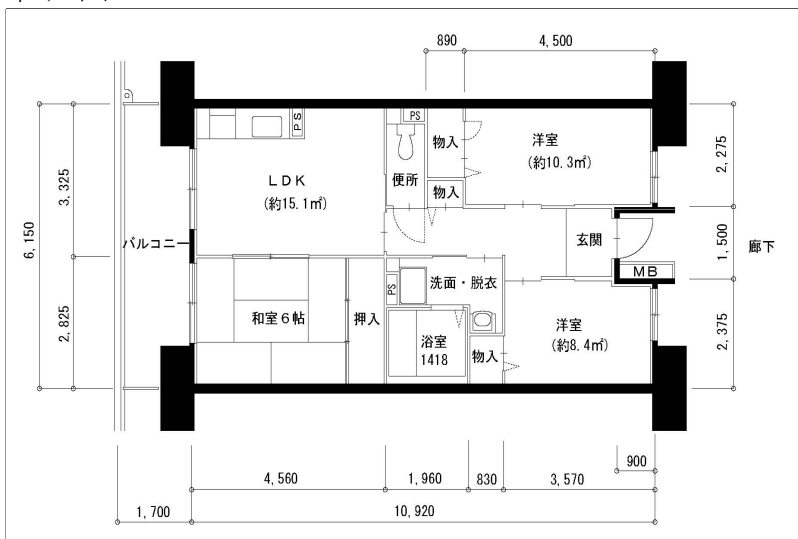 890
4,500
PS
PS
物入
洋室
(約10.3㎡)
2,275
3,325
便所
LDK
(約15.1㎡)
物入
6,150
バルコニー
玄関
1,500
廊下
MB
洗面・脱衣
PS
2,825
和室6帖
押入
浴室
1418
洋室
(約8.4㎡)
物入
2,375
900
4,560
1,960
830
3,570
1,700
10,920